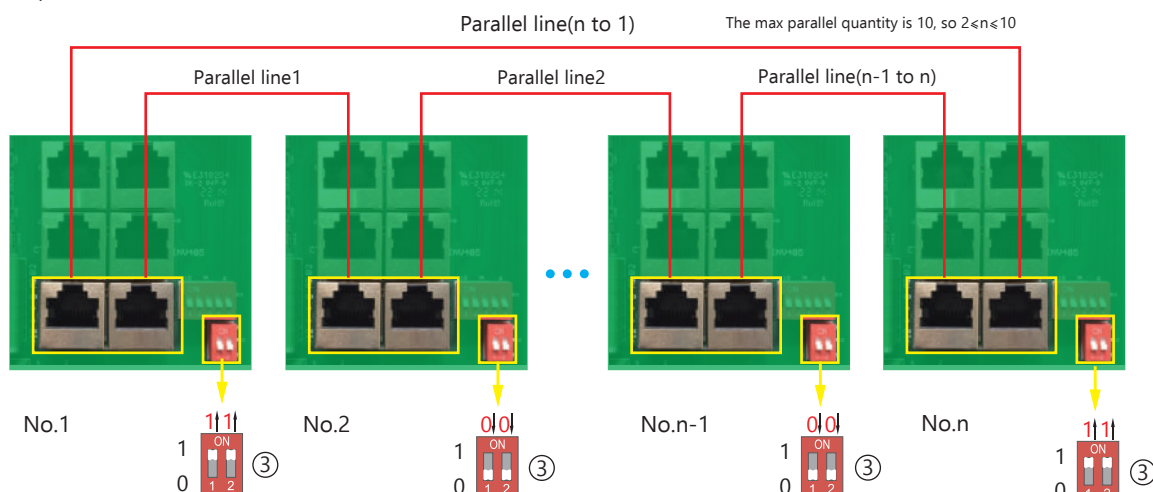 Parallel line(n to 1)
The max parallel quantity is 10, so 2⩽n⩽10
Parallel line1
Parallel line2
Parallel line(n-1 to n)
No.1
No.2
No.n-1
No.n
1 1
0 0
0 0
1 1
1
ON
③
0
1 2
1
ON
③
0
1 2
1
ON
③
0
1 2
1
ON
③
0
1 2